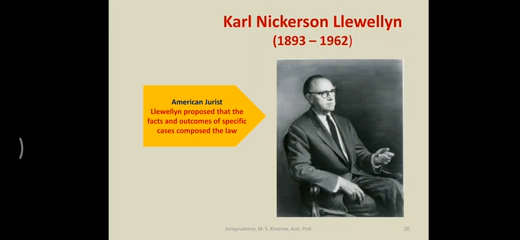 Karl Nickerson Llewellyn
(1893 – 1962)
American Jurist
Llewellyn proposed that the
facts and outcomes of specific
cases composed the law
Jurisprudence, M. S. Khairnar, Asst. Prof.
10